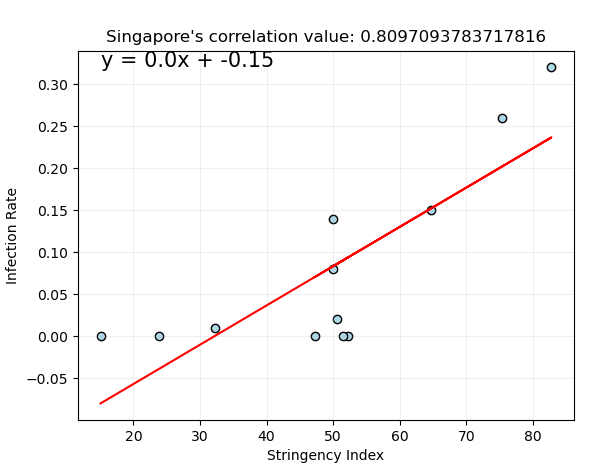 Singapore's correlation value: 0.8097093783717816
y = 0.0x + -0.15
0.30
0.25
0.20
0.15
0.10
0.05
0.00
−0.05
Infection Rate
20 30 40 50 60 70 80
Stringency Index